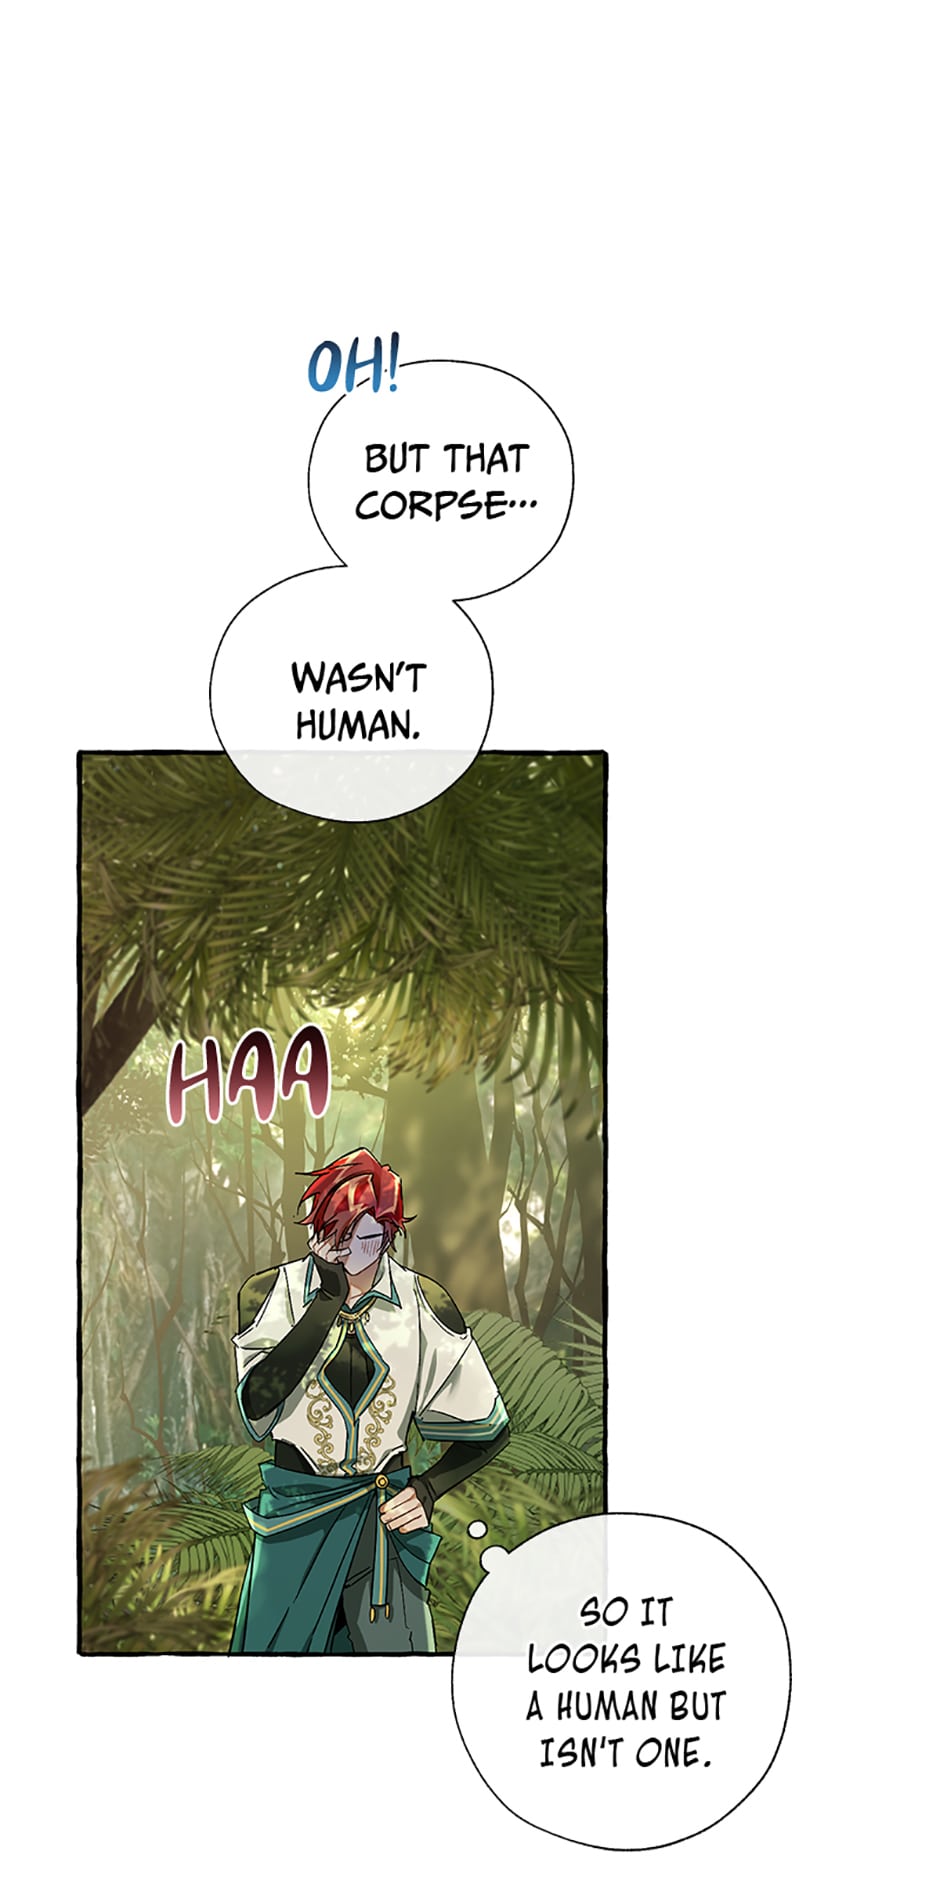 OH!
BUT THAT
CORPSE...
WASN'T
HUMAN.
HAA
SO IT
LOOKS LIKE
A HUMAN BUT
ISN'T ONE.